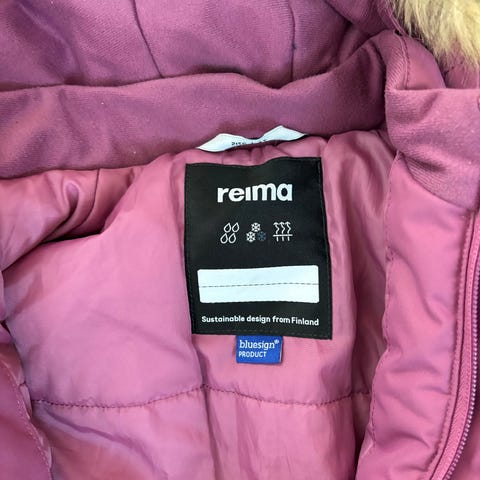 reima
Sustainable design from Finland
bluesign®
PRODUCT